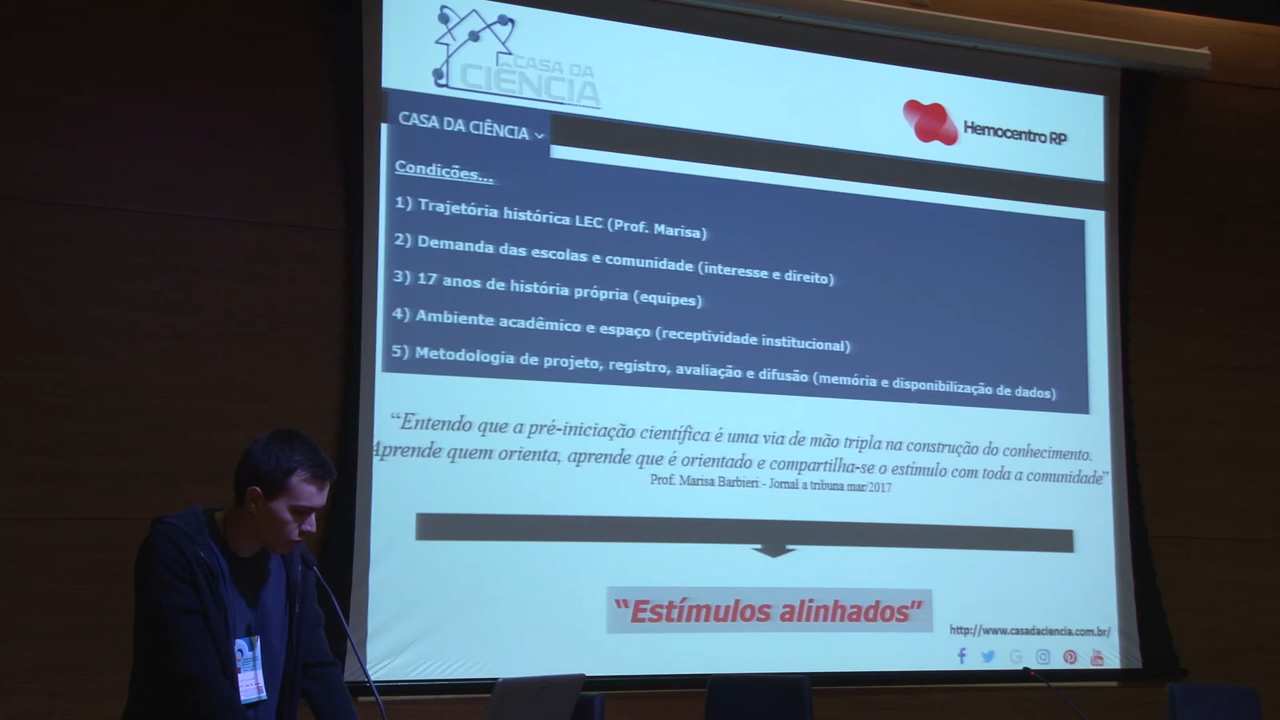 CASA DA
CIÊNCIA
Hemocentro RP
CASA DA CIÊNCIA
Condições...
1) Trajetória histórica LEC (Prof. Marisa)
2) Demanda das escolas e comunidade (interesse e direito)
3) 17 anos de história própria (equipes)
4) Ambiente acadêmico e espaço (receptividade institucional)
5) Metodologia de projeto, registro, avaliação e difusão (memória e disponibilização de dados)
“Entendo que a pré-iniciação científica é uma via de mão tripla na construção do conhecimento.
Aprende quem orienta, aprende que é orientado e compartilha-se o estímulo com toda a comunidade”
Prof. Marisa Barbieri - Jornal a tribuna mar/2017
“Estímulos alinhados”
http://www.casadaciencia.com.br/